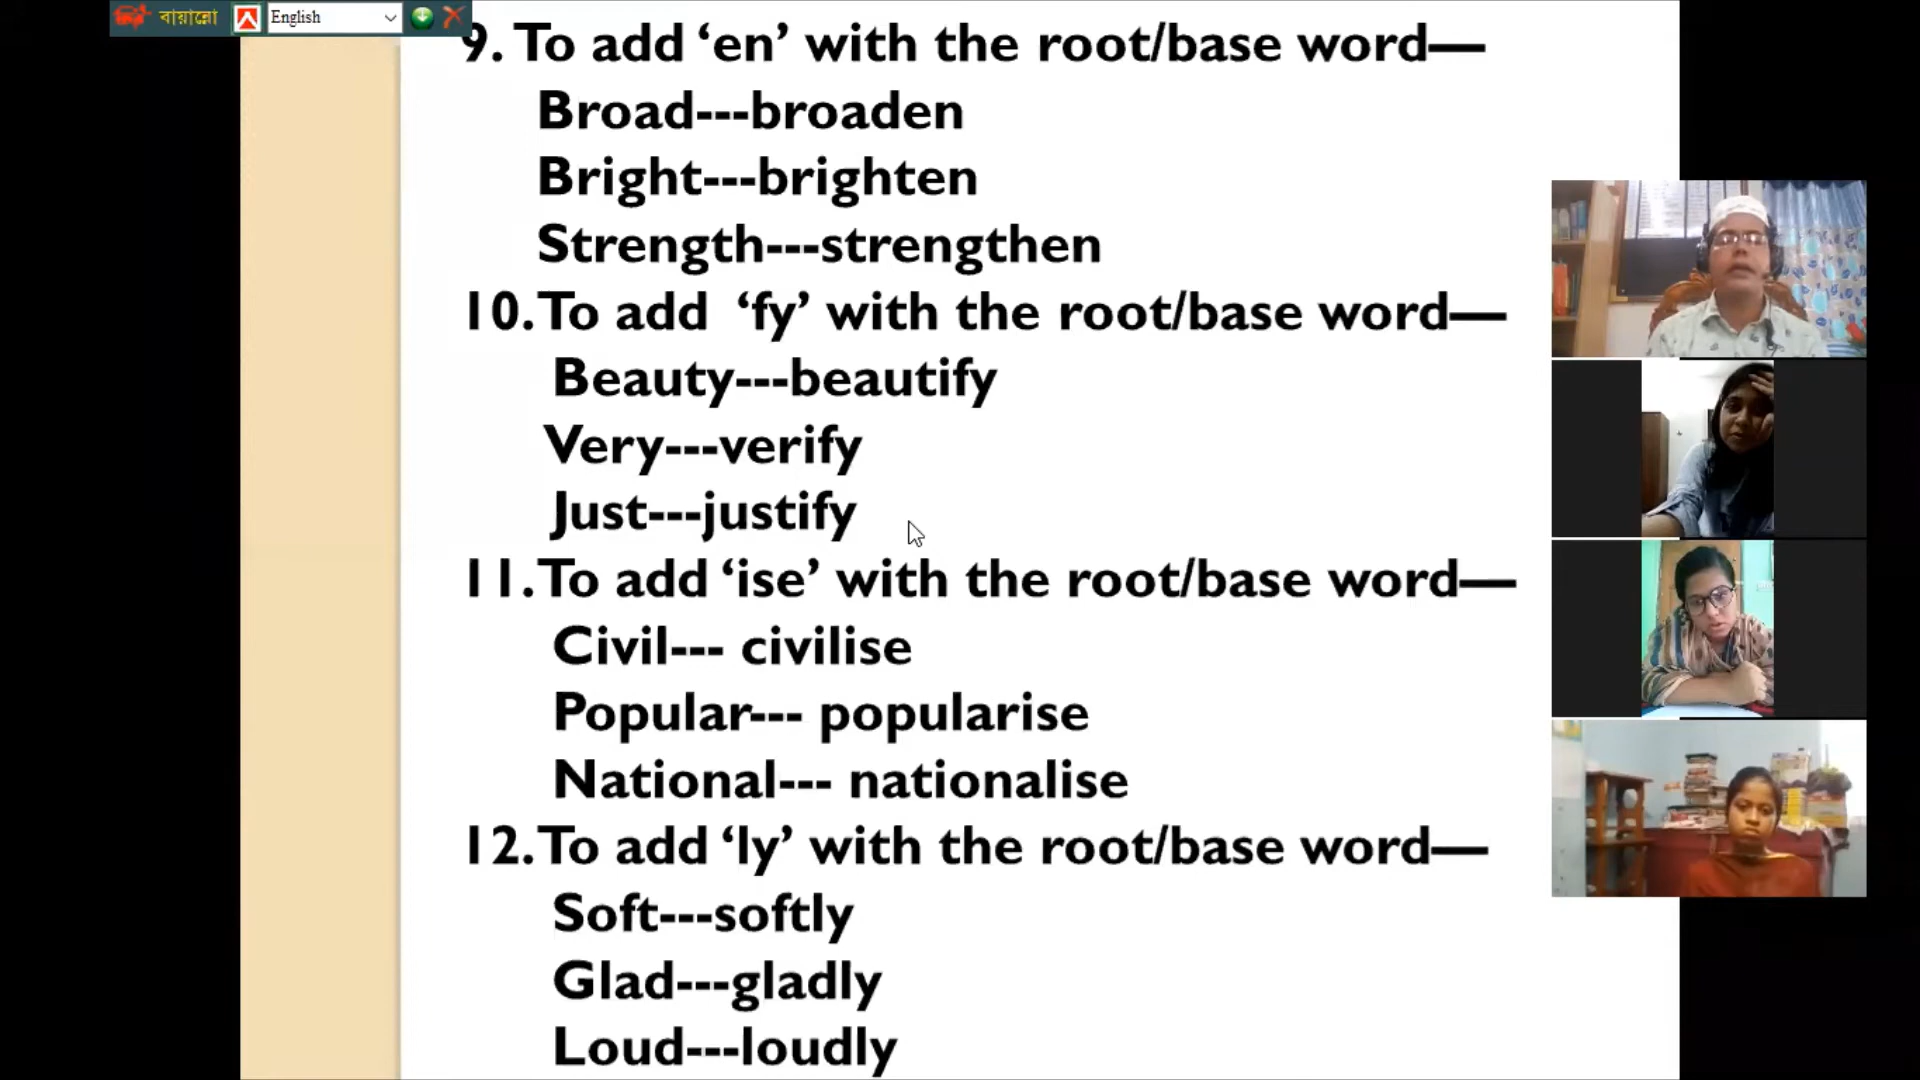 বায়ান্নো English
9. To add ‘en’ with the root/base word—
Broad---broaden
Bright---brighten
Strength---strengthen
10.To add ‘fy’ with the root/base word—
Beauty---beautify
Very---verify
Just---justify
11.To add ‘ise’ with the root/base word—
Civil--- civilise
Popular--- popularise
National--- nationalise
12.To add ‘ly’ with the root/base word—
Soft---softly
Glad---gladly
Loud---loudly